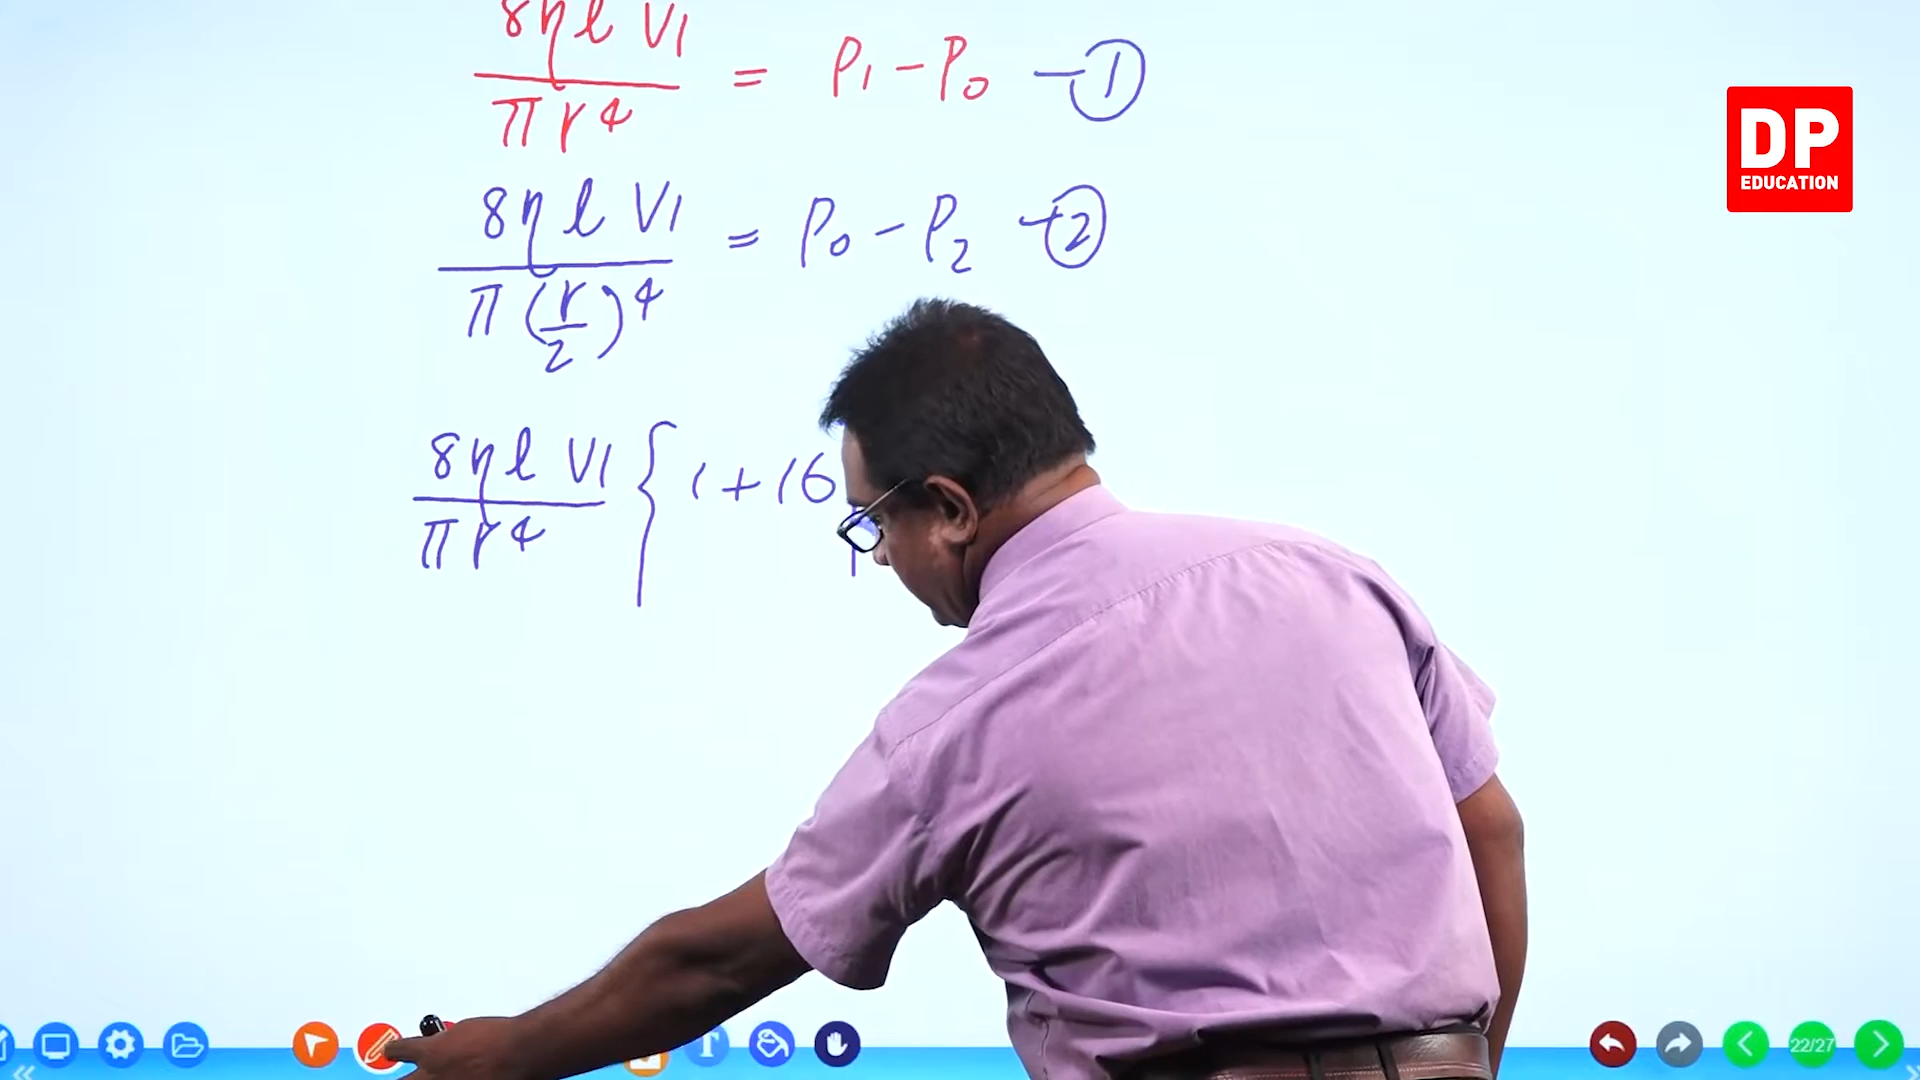 8ηl V1 / πr⁴ = P₁ - P₀ — ①
DP
EDUCATION
8ηl V1 / π(r/2)⁴ = P₀ - P₂ — ②
8ηl V1 / πr⁴ { 1 + 16
T
22/27